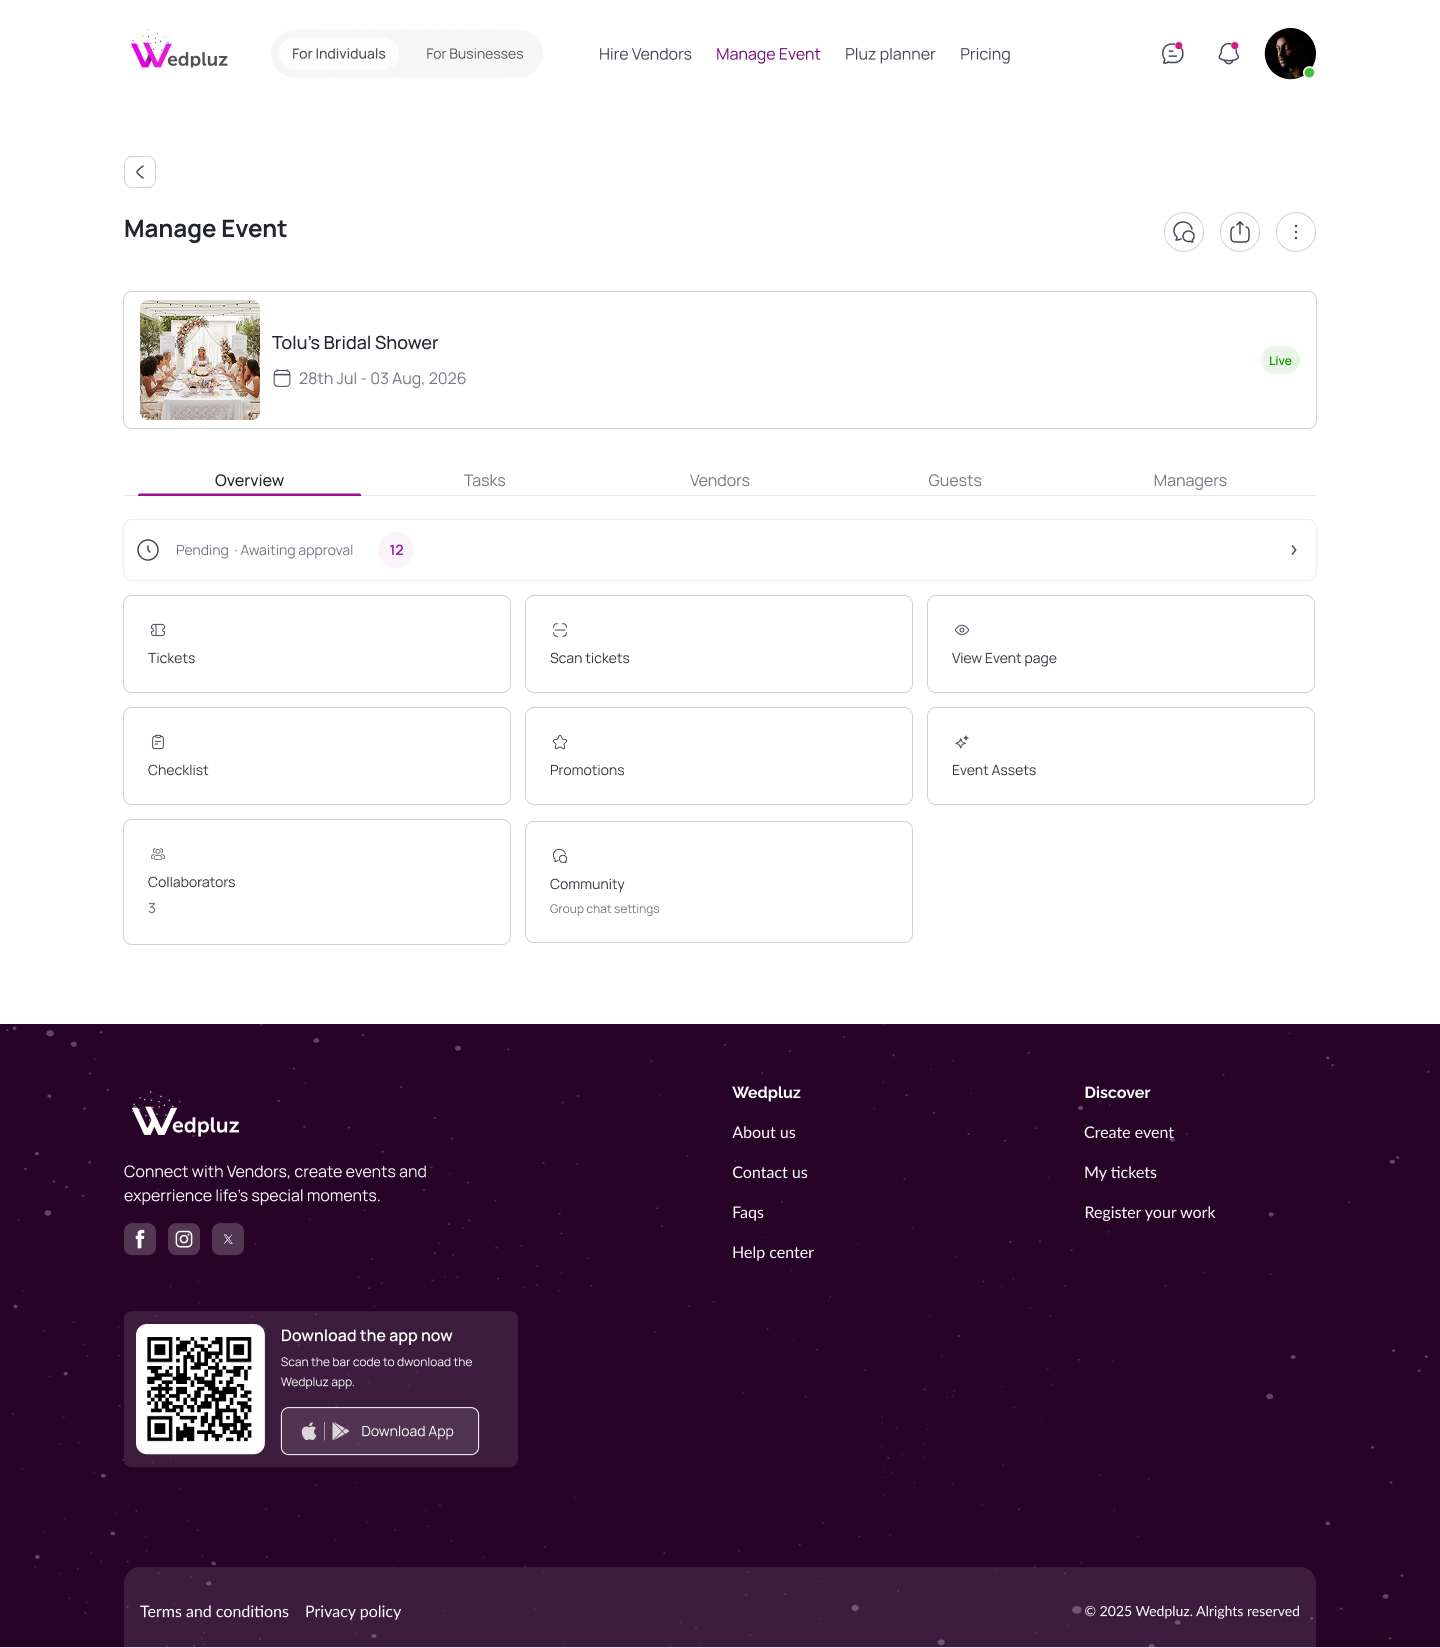 Wedpluz
For Individuals
For Businesses
Hire Vendors
Manage Event
Pluz planner
Pricing
Manage Event
Tolu's Bridal Shower
28th Jul - 03 Aug, 2026
Live
Overview
Tasks
Vendors
Guests
Managers
Pending · Awaiting approval
12
Tickets
Scan tickets
View Event page
Checklist
Promotions
Event Assets
Collaborators
3
Community
Group chat settings
Wedpluz
Connect with Vendors, create events and
experrience life's special moments.
Download the app now
Scan the bar code to dwonload the
Wedpluz app.
Download App
Wedpluz
About us
Contact us
Faqs
Help center
Discover
Create event
My tickets
Register your work
Terms and conditions
Privacy policy
© 2025 Wedpluz. Alrights reserved